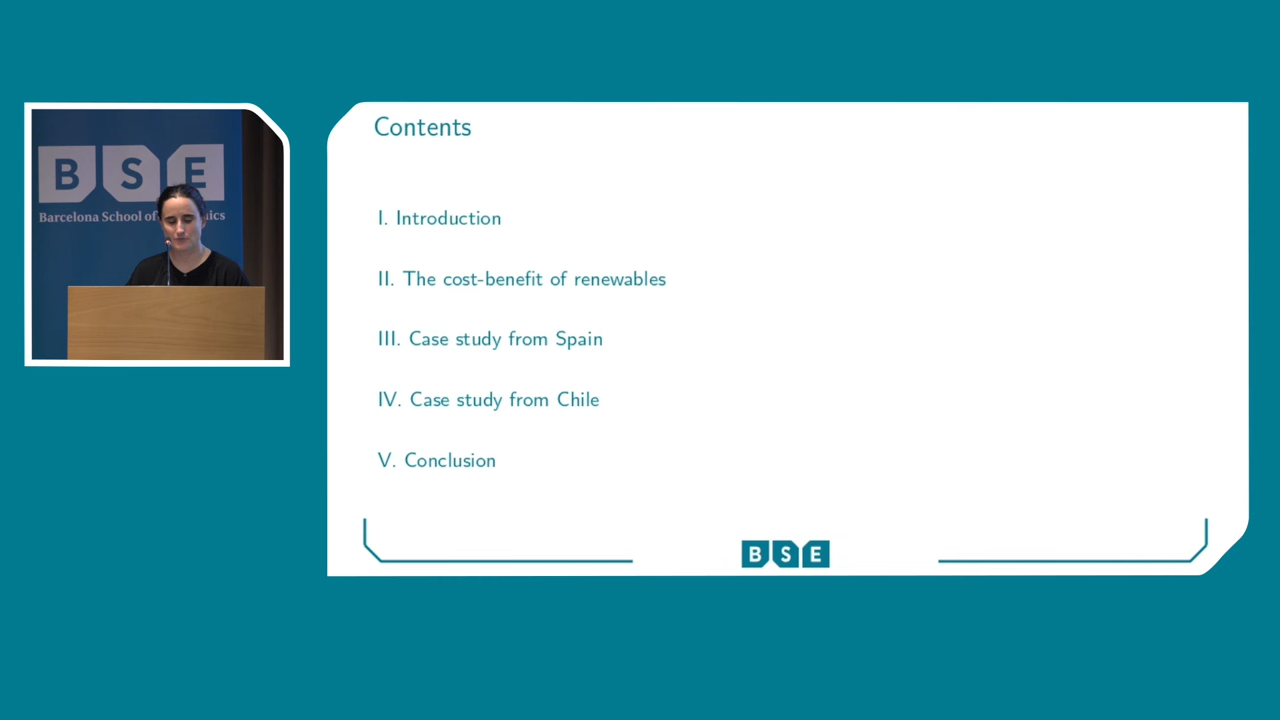 B S E
Barcelona School of
Contents
I. Introduction
II. The cost-benefit of renewables
III. Case study from Spain
IV. Case study from Chile
V. Conclusion
BSE